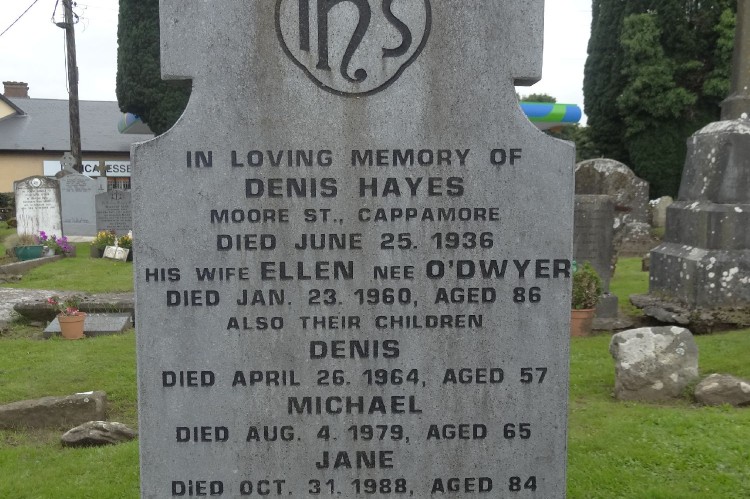 IHS
IN LOVING MEMORY OF
DENIS HAYES
MOORE ST., CAPPAMORE
DIED JUNE 25. 1936
HIS WIFE ELLEN NEE O'DWYER
DIED JAN. 23. 1960, AGED 86
ALSO THEIR CHILDREN
DENIS
DIED APRIL 26. 1964, AGED 57
MICHAEL
DIED AUG. 4. 1979, AGED 65
JANE
DIED OCT. 31. 1988, AGED 84